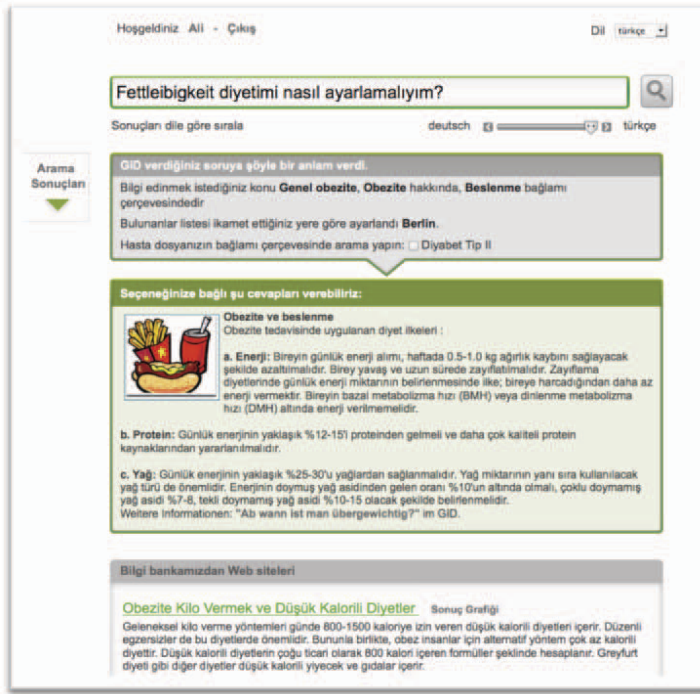 Hoşgeldiniz Ali - Çıkış
Dil türkçe
Fettleibigkeit diyetimi nasıl ayarlamalıyım?
Sonuçları dile göre sırala deutsch türkçe
Arama
Sonuçları
GID verdiğiniz soruya şöyle bir anlam verdi.
Bilgi edinmek istediğiniz konu Genel obezite, Obezite hakkında, Beslenme bağlamı
çerçevesindedir
Bulunanlar listesi ikamet ettiğiniz yere göre ayarlandı Berlin.
Hasta dosyanızın bağlamı çerçevesinde arama yapın: Diyabet Tip II
Seçeneğinize bağlı şu cevapları verebiliriz:
Obezite ve beslenme
Obezite tedavisinde uygulanan diyet ilkeleri :
a. Enerji: Bireyin günlük enerji alımı, haftada 0.5-1.0 kg ağırlık kaybını sağlayacak
şekilde azaltılmalıdır. Birey yavaş ve uzun sürede zayıflatılmalıdır. Zayıflama
diyetlerinde günlük enerji miktarının belirlenmesinde ilke; bireye harcadığından daha az
enerji vermektir. Bireyin bazal metabolizma hızı (BMH) veya dinlenme metabolizma
hızı (DMH) altında enerji verilmemelidir.
b. Protein: Günlük enerjinin yaklaşık %12-15'i proteinden gelmeli ve daha çok kaliteli protein
kaynaklarından yararlanılmalıdır.
c. Yağ: Günlük enerjinin yaklaşık %25-30'u yağlardan sağlanmalıdır. Yağ miktarının yanı sıra kullanılacak
yağ türü de önemlidir. Enerjinin doymuş yağ asidinden gelen oranı %10'un altında olmalı, çoklu doymamış
yağ asidi %7-8, tekli doymamış yağ asidi %10-15 olacak şekilde belirlenmelidir.
Weitere Informationen: "Ab wann ist man übergewichtig?" im GID.
Bilgi bankamızdan Web siteleri
Obezite Kilo Vermek ve Düşük Kalorili Diyetler Sonuç Grafiği
Geleneksel kilo verme yöntemleri günde 800-1500 kaloriye izin veren düşük kalorili diyetleri içerir. Düzenli
egzersizler de bu diyetlerde önemlidir. Bununla birlikte, obez insanlar için alternatif yöntem çok az kalorili
diyettir. Düşük kalorili diyetlerin çoğu ticari olarak 800 kalori içeren formüller şeklinde hesaplanır. Greyfurt
diyeti gibi diğer diyetler düşük kalorili yiyecek ve gıdalar içerir.